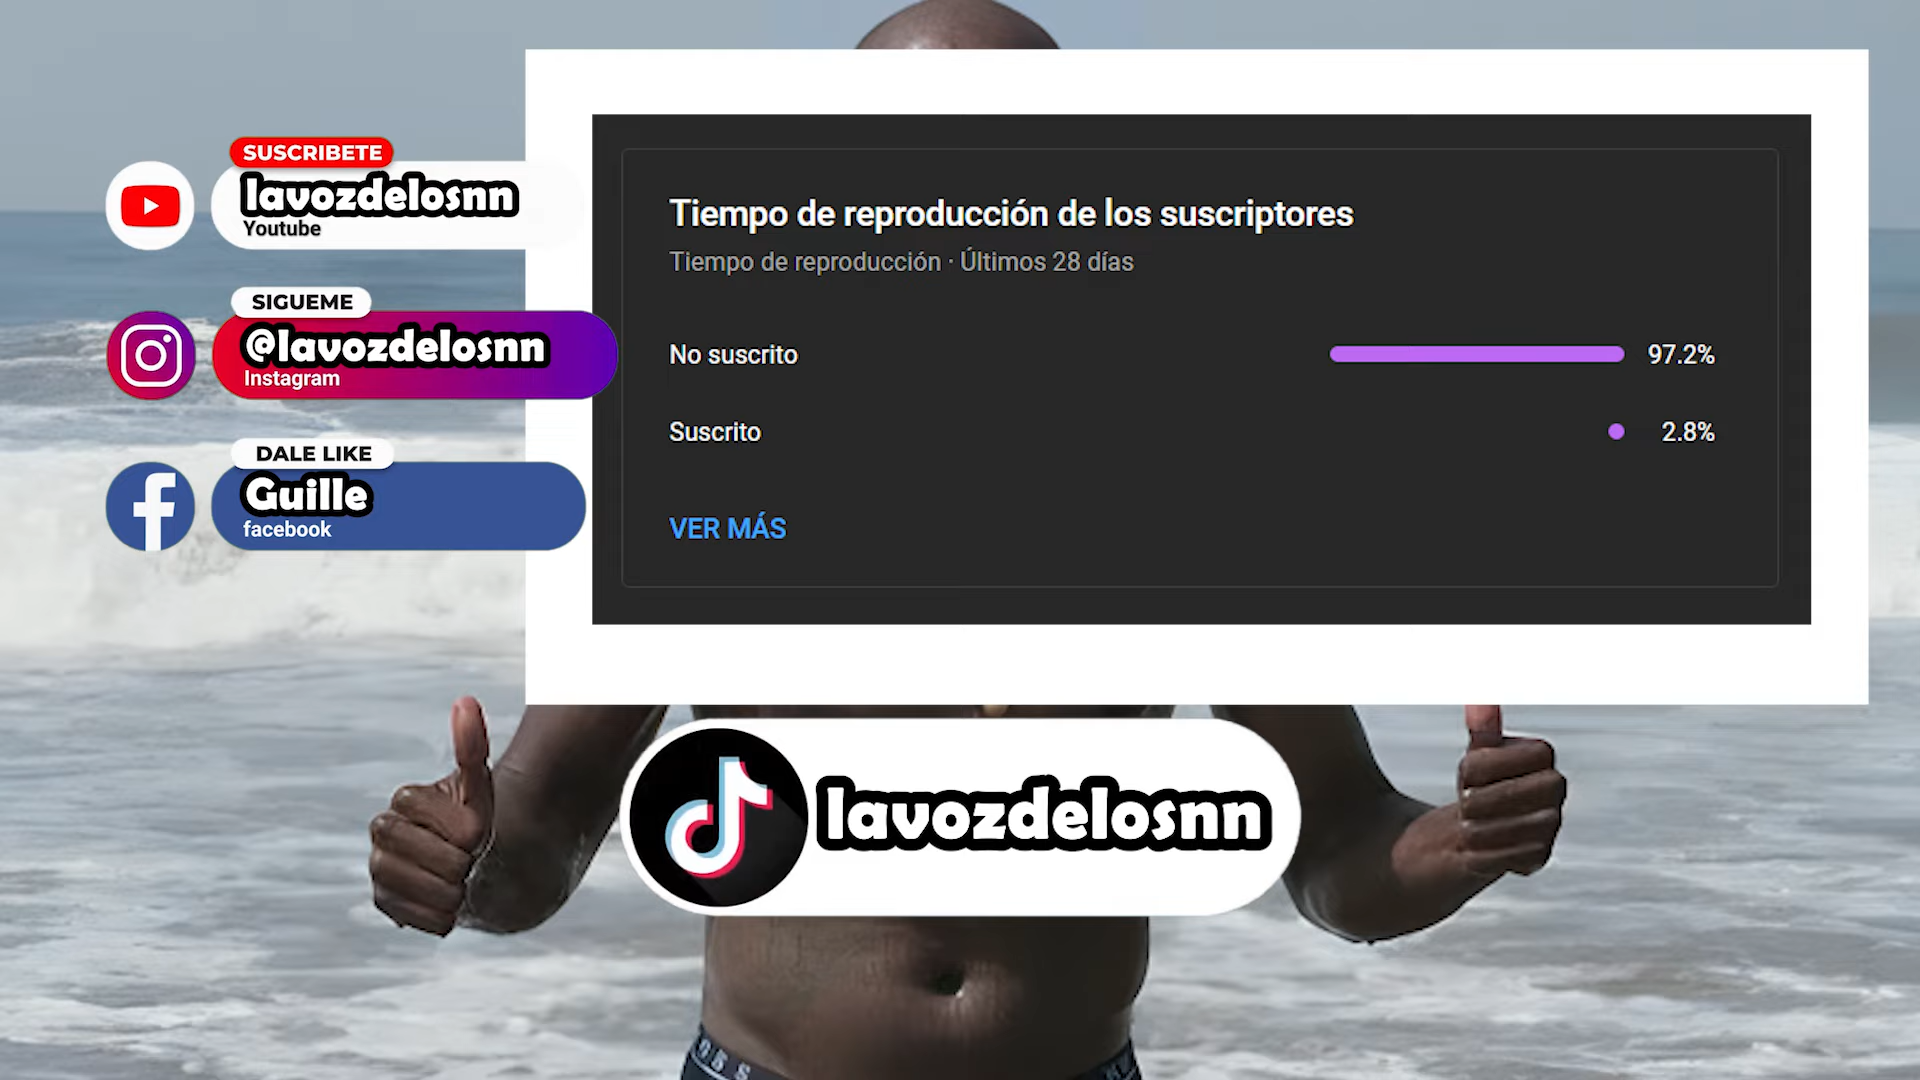 SUSCRIBETE
lavozdelosnn
Youtube
SIGUEME
@lavozdelosnn
Instagram
DALE LIKE
Guille
facebook
Tiempo de reproducción de los suscriptores
Tiempo de reproducción · Últimos 28 días
No suscrito 97.2%
Suscrito 2.8%
VER MÁS
lavozdelosnn